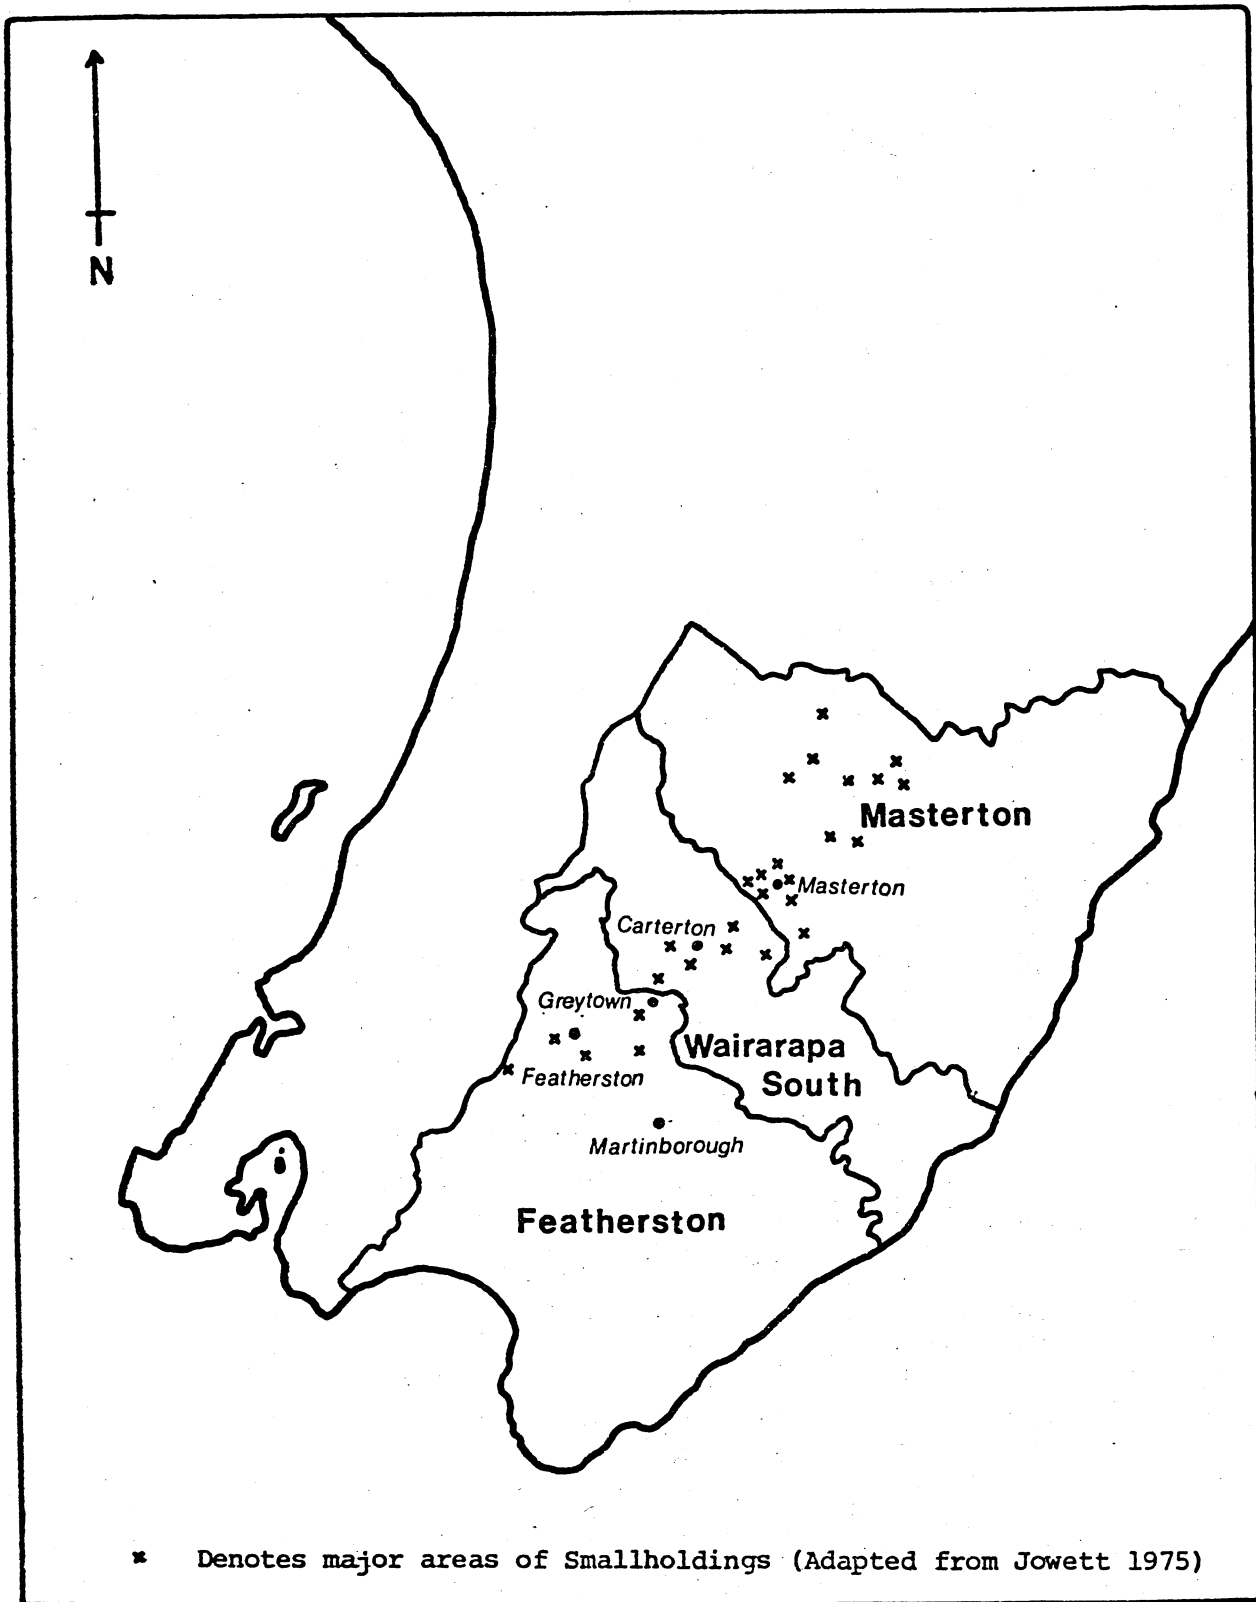 N
Masterton
Masterton
Carterton
Greytown
Wairarapa
South
Featherston
Martinborough
Featherston
x Denotes major areas of Smallholdings (Adapted from Jowett 1975)